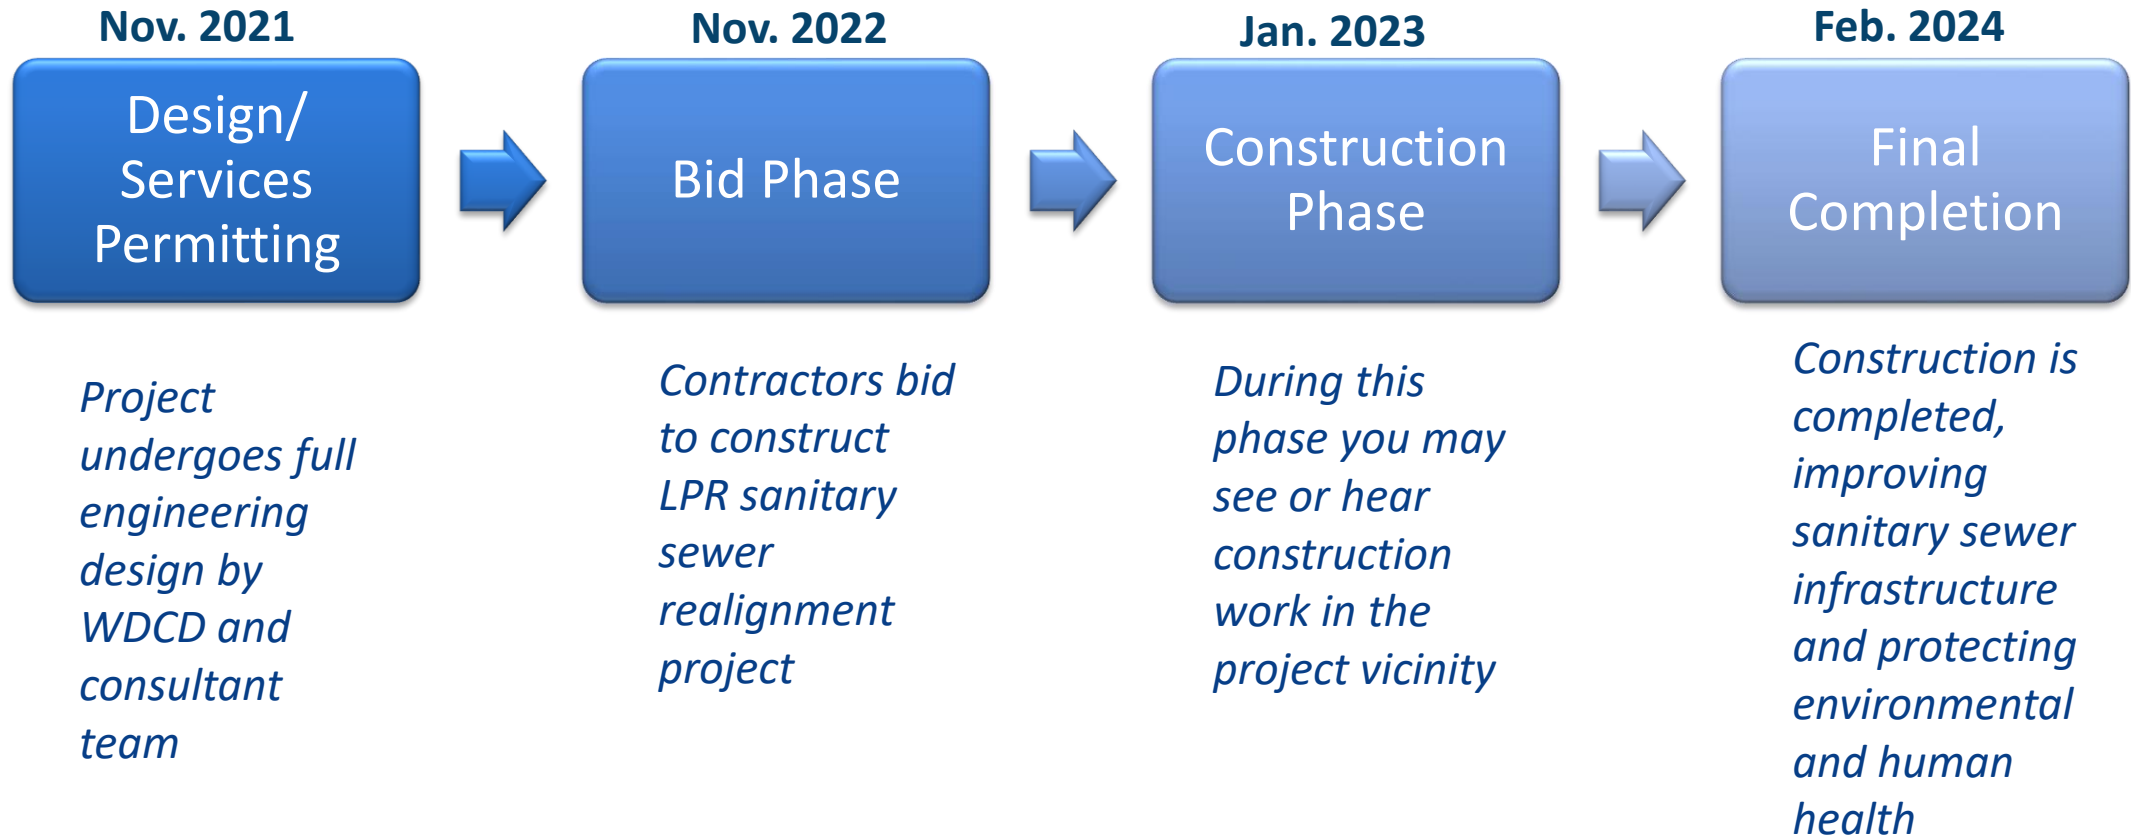 Nov. 2021
Design/
Services
Permitting
Project
undergoes full
engineering
design by
WDCD and
consultant
team
Nov. 2022
Bid Phase
Contractors bid
to construct
LPR sanitary
sewer
realignment
project
Jan. 2023
Construction
Phase
During this
phase you may
see or hear
construction
work in the
project vicinity
Feb. 2024
Final
Completion
Construction is
completed,
improving
sanitary sewer
infrastructure
and protecting
environmental
and human
health